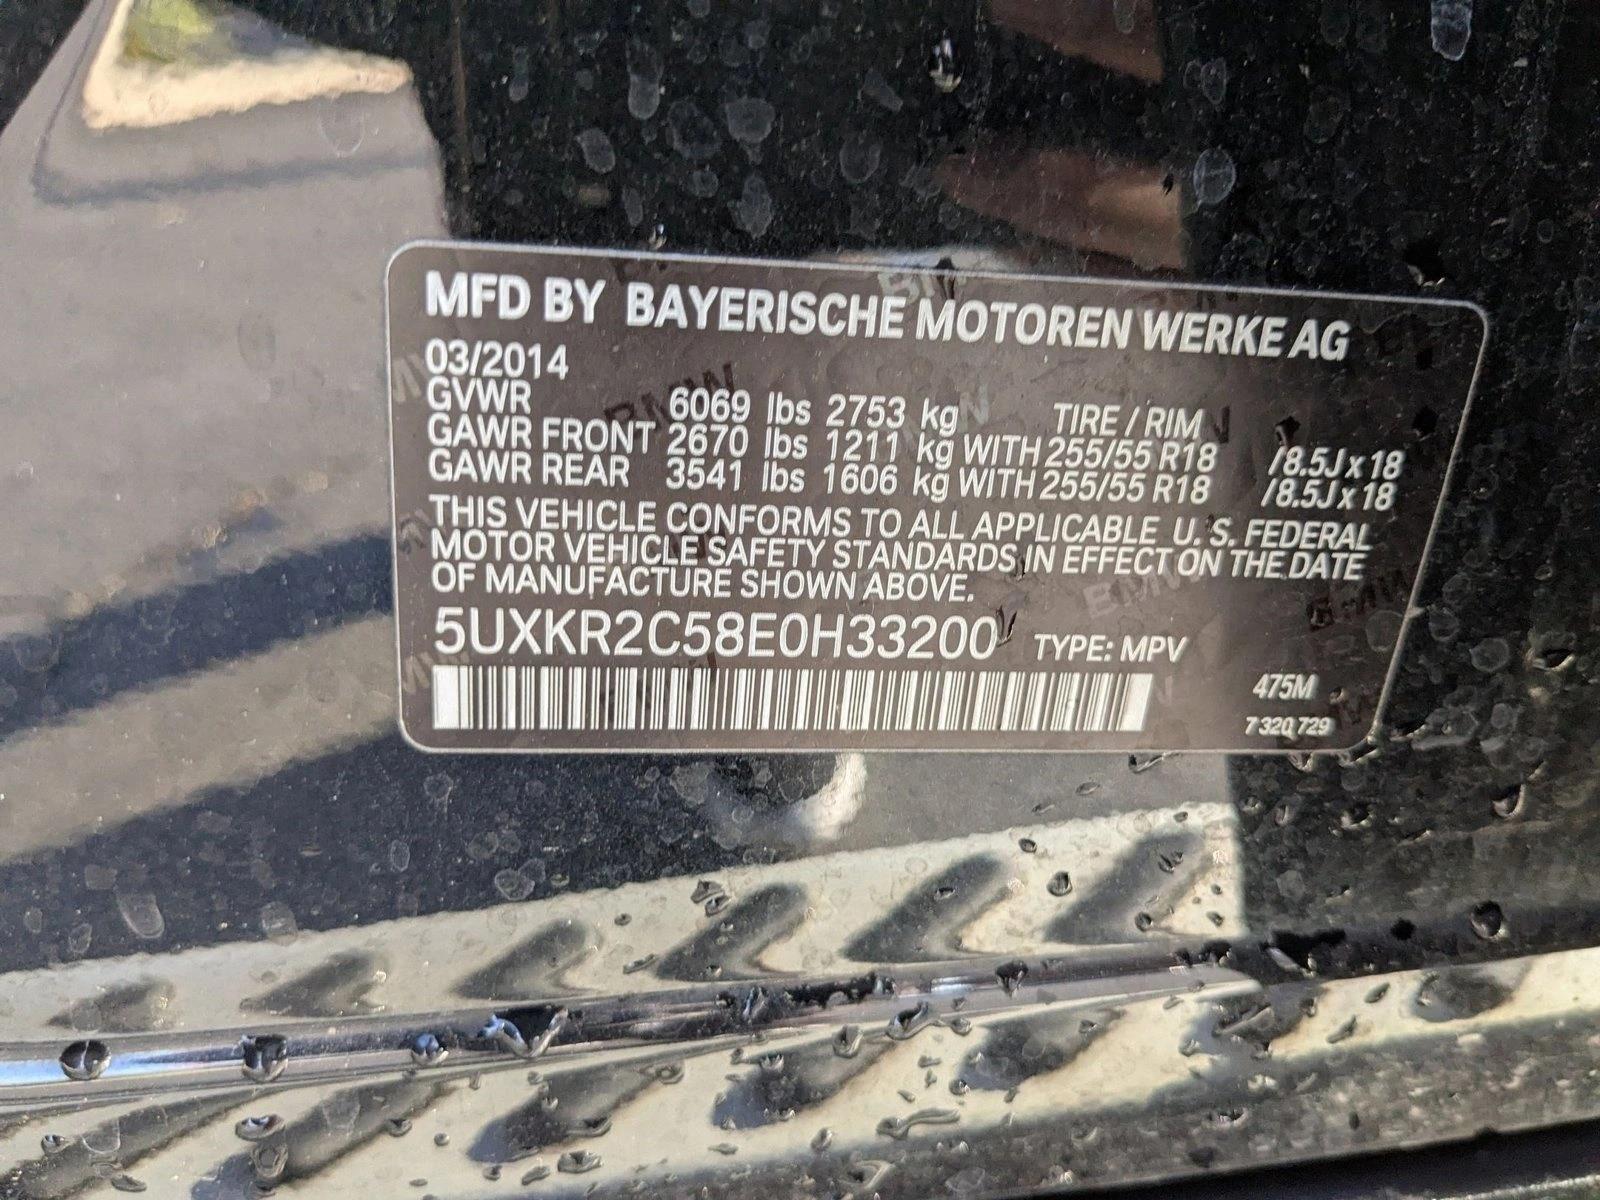 MFD BY BAYERISCHE MOTOREN WERKE AG
03/2014
GVWR 6069 lbs 2753 kg TIRE / RIM
GAWR FRONT 2670 lbs 1211 kg WITH 255/55 R18 /8.5J x 18
GAWR REAR 3541 lbs 1606 kg WITH 255/55 R18 /8.5J x 18
THIS VEHICLE CONFORMS TO ALL APPLICABLE U.S. FEDERAL
MOTOR VEHICLE SAFETY STANDARDS IN EFFECT ON THE DATE
OF MANUFACTURE SHOWN ABOVE.
5UXKR2C58E0H33200 TYPE: MPV
475M
7 320 729